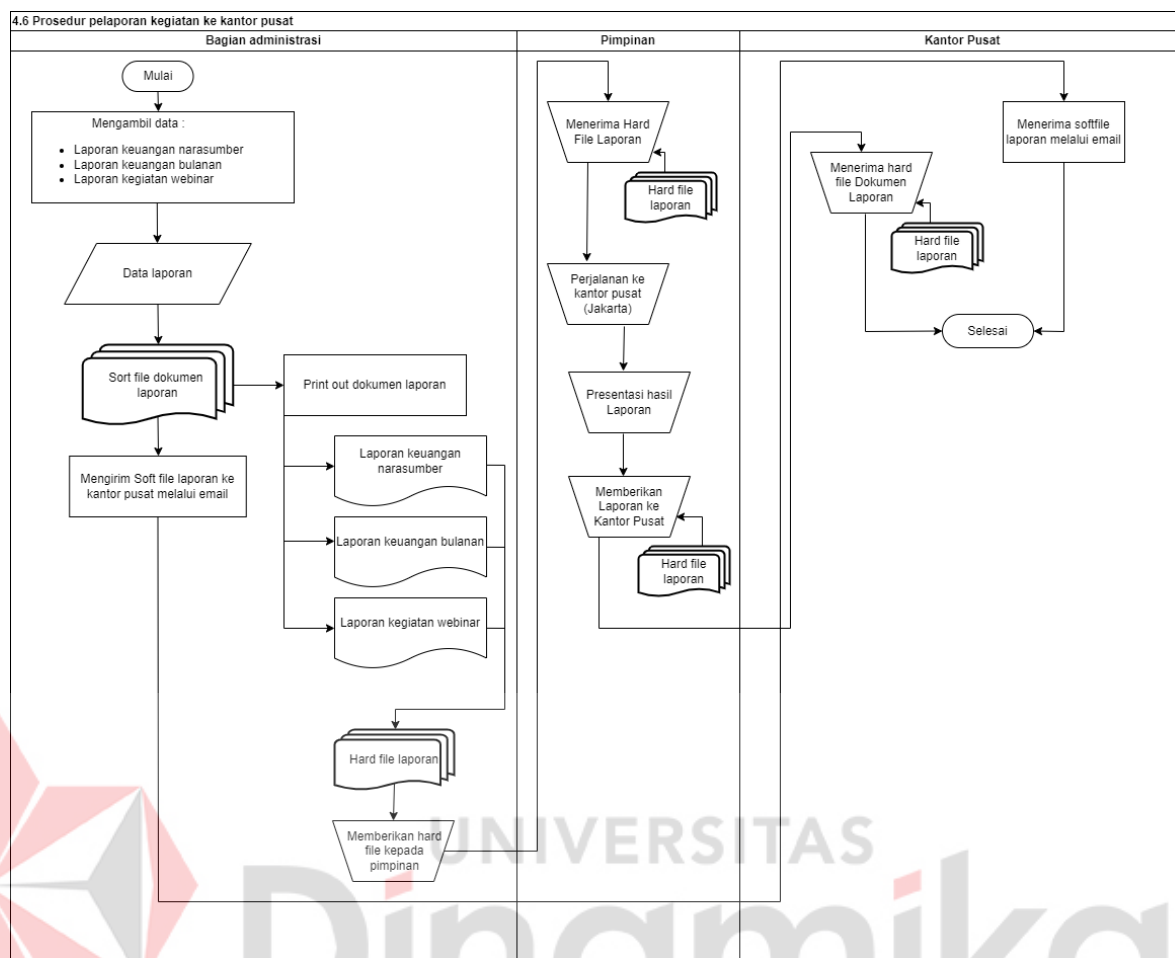 4.6 Prosedur pelaporan kegiatan ke kantor pusat
Bagian administrasi
Pimpinan
Kantor Pusat
Mulai
Mengambil data :
• Laporan keuangan narasumber
• Laporan keuangan bulanan
• Laporan kegiatan webinar
Data laporan
Sort file dokumen
laporan
Print out dokumen laporan
Mengirim Soft file laporan ke
kantor pusat melalui email
Laporan keuangan
narasumber
Laporan keuangan bulanan
Laporan kegiatan webinar
Hard file laporan
Memberikan hard
file kepada
pimpinan
Menerima Hard
File Laporan
Hard file
laporan
Perjalanan ke
kantor pusat
(Jakarta)
Presentasi hasil
Laporan
Memberikan
Laporan ke
Kantor Pusat
Hard file
laporan
Menerima hard
file Dokumen
Laporan
Hard file
laporan
Menerima softfile
laporan melalui email
Selesai
UNIVERSITAS
Dinamika